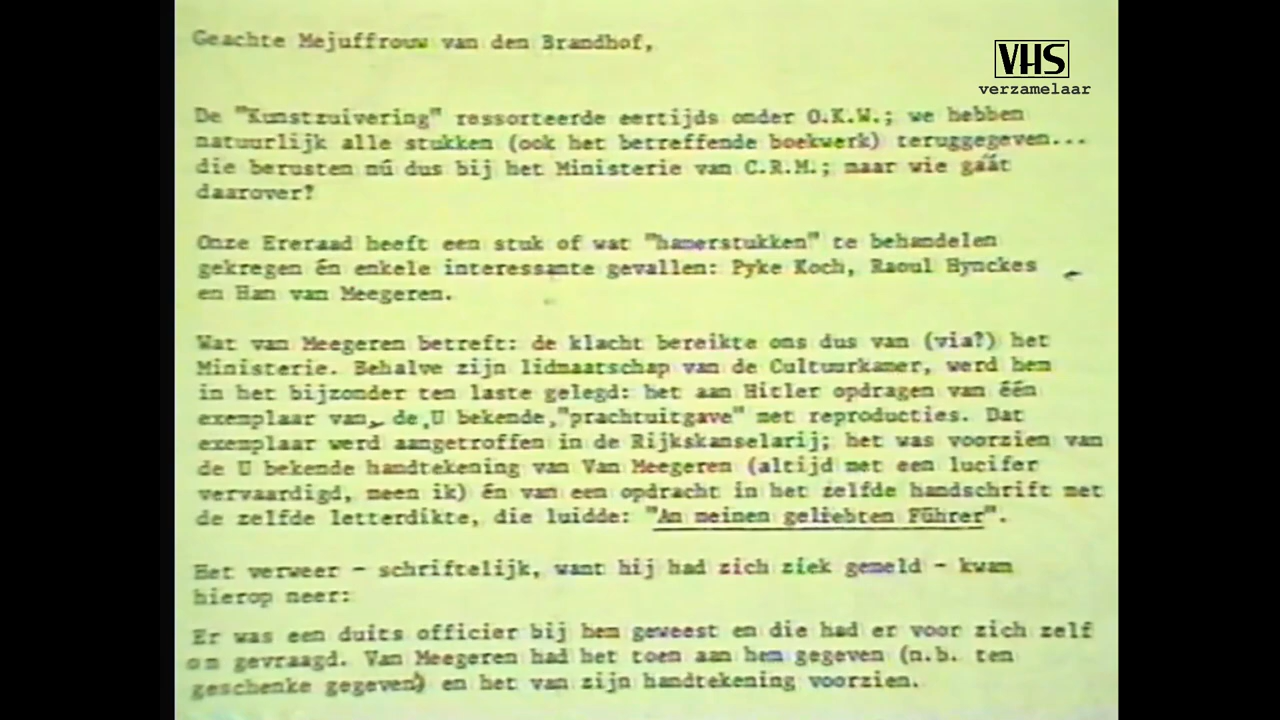 Geachte Mejuffrouw van den Brandhof,
VHS
verzamelaar
De "Kunstzuivering" ressorteerde eertijds onder O.K.W.; we hebben
natuurlijk alle stukken (ook het betreffende boekwerk) teruggegeven...
die berusten nú dus bij het Ministerie van C.R.M.; maar wie gáát
daarover?
Onze Ereraad heeft een stuk of wat "hamerstukken" te behandelen
gekregen én enkele interessante gevallen: Pyke Koch, Raoul Hynckes
en Han van Meegeren.
Wat van Meegeren betreft: de klacht bereikte ons dus van (via?) het
Ministerie. Behalve zijn lidmaatschap van de Cultuurkamer, werd hem
in het bijzonder ten laste gelegd: het aan Hitler opdragen van één
exemplaar van de U bekende "prachtuitgave" met reproducties. Dat
exemplaar werd aangetroffen in de Rijkskanselarij; het was voorzien van
de U bekende handtekening van Van Meegeren (altijd met een lucifer
vervaardigd, meen ik) én van een opdracht in het zelfde handschrift met
de zelfde letterdikte, die luidde: "An meinen geliebten Führer".
Het verweer - schriftelijk, want hij had zich ziek gemeld - kwam
hierop neer:
Er was een duits officier bij hem geweest en die had er voor zich zelf
om gevraagd. Van Meegeren had het toen aan hem gegeven (n.b. ten
geschenke gegeven) en het van zijn handtekening voorzien.